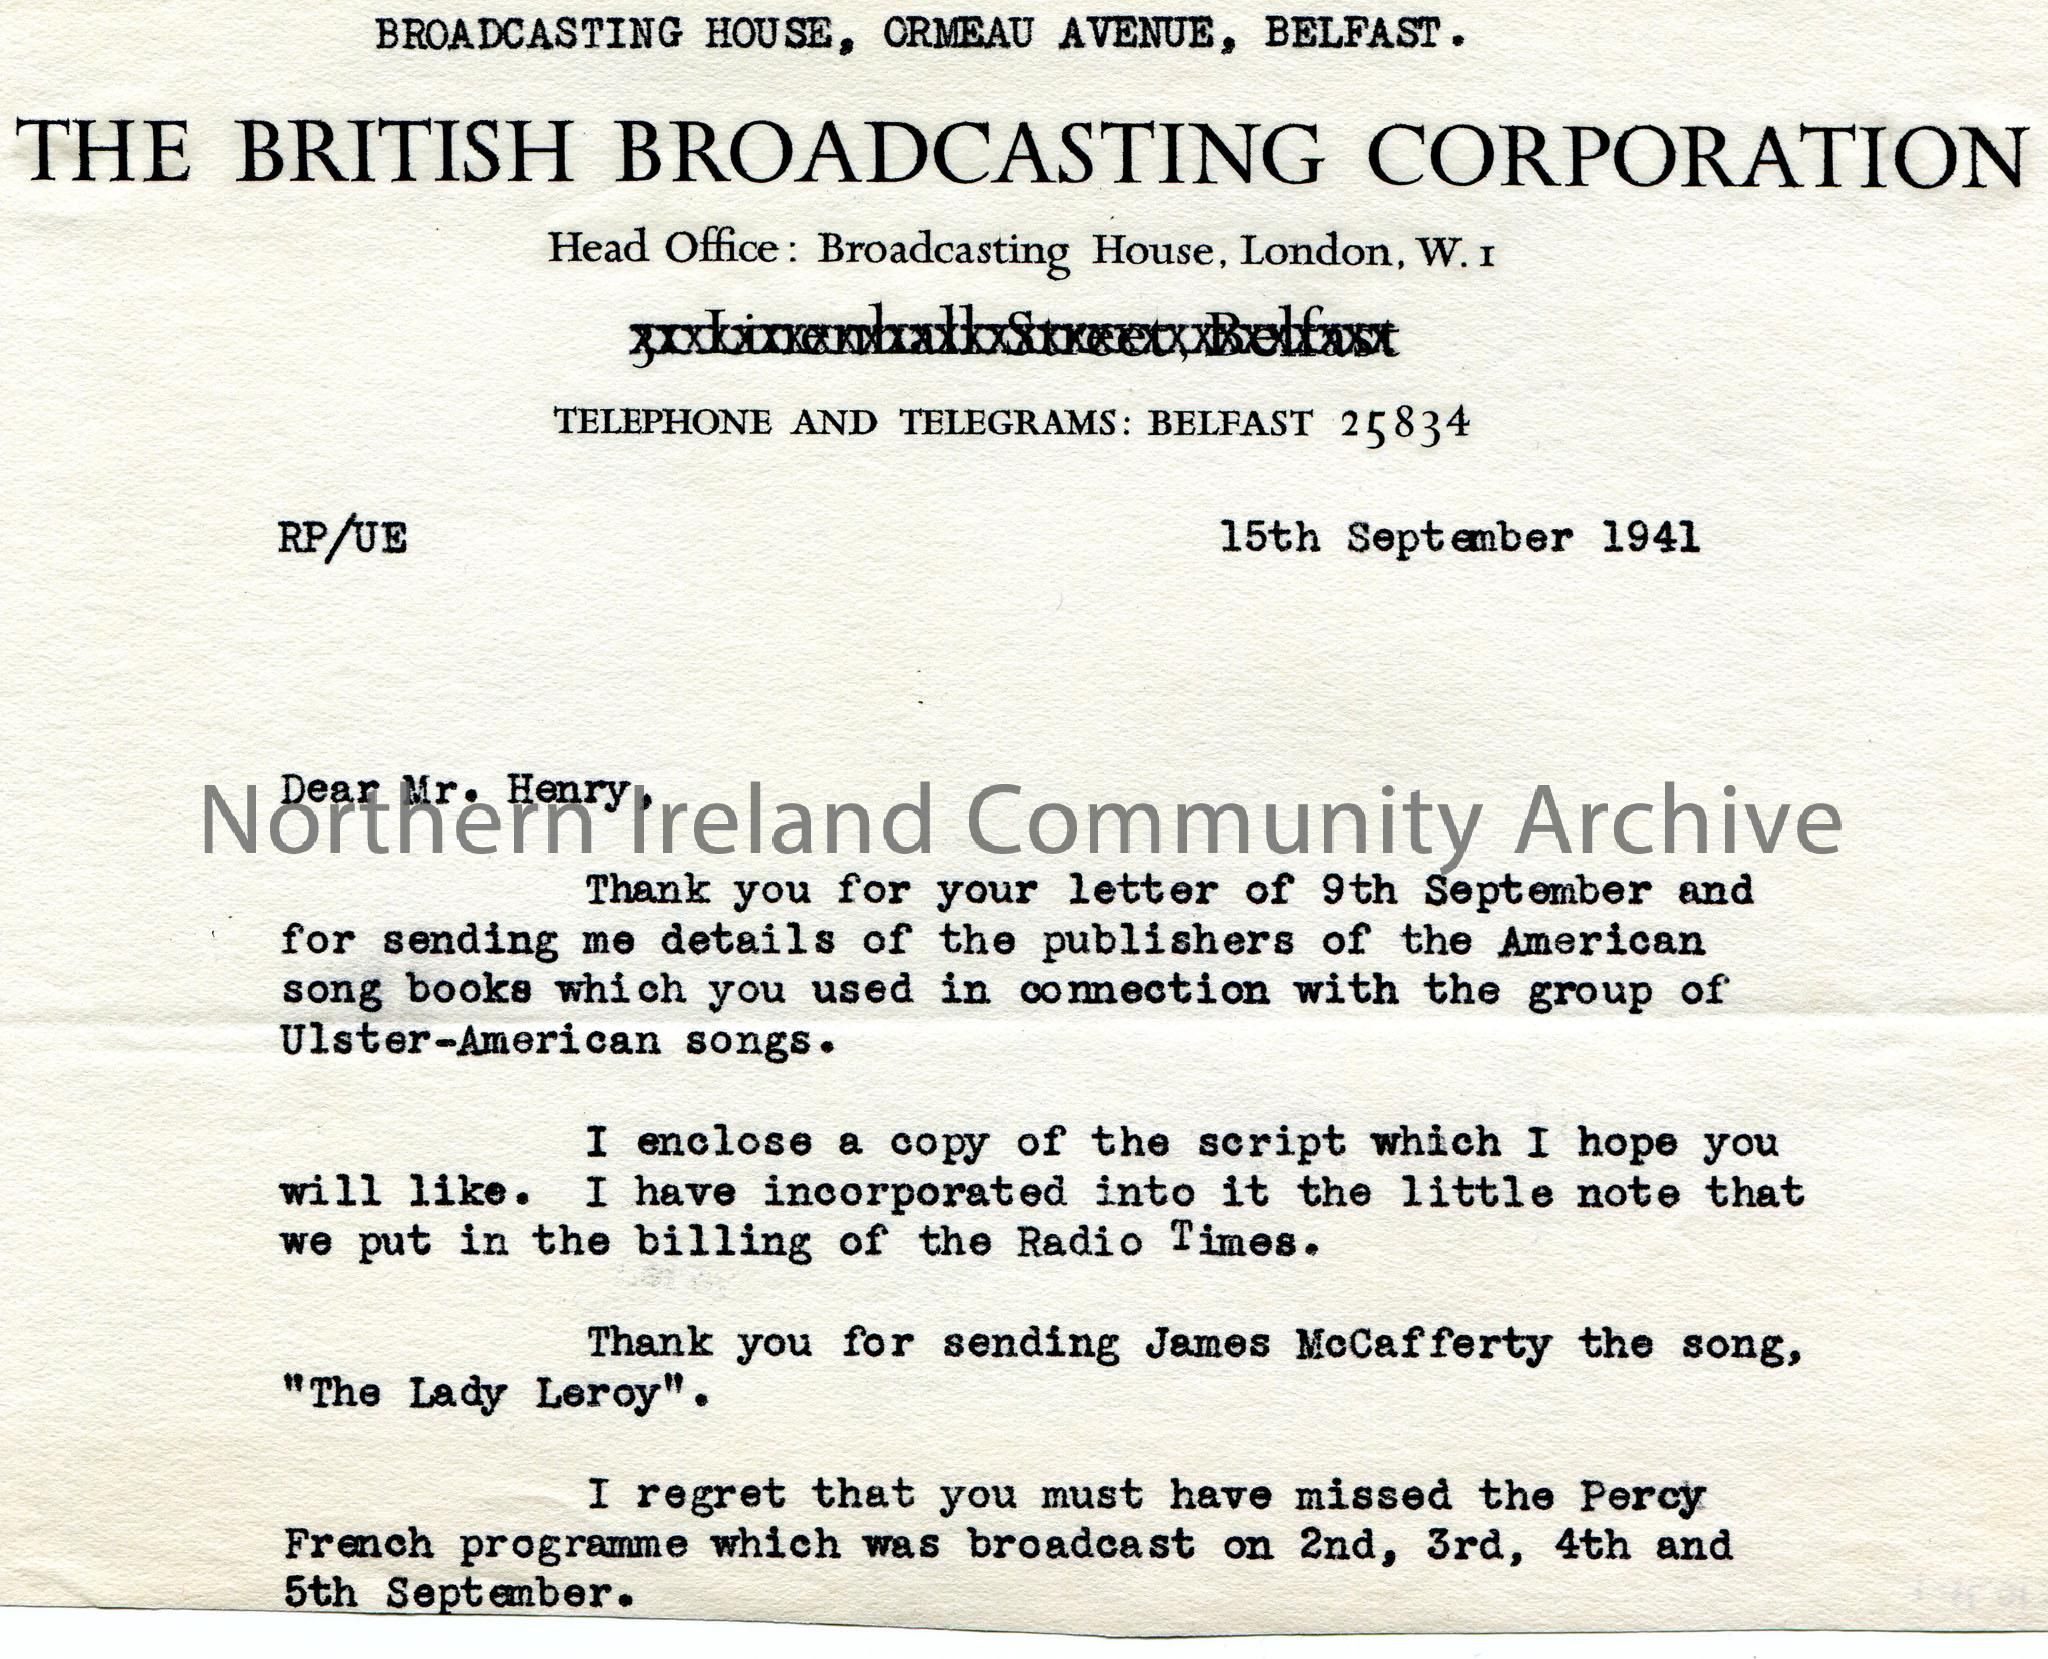 BROADCASTING HOUSE, ORMEAU AVENUE, BELFAST.
THE BRITISH BROADCASTING CORPORATION
Head Office: Broadcasting House, London, W.1
31 Linenhall Street, Belfast
TELEPHONE AND TELEGRAMS: BELFAST 25834
RP/UE 15th September 1941
Dear Mr. Henry,
Northern Ireland Community Archive
Thank you for your letter of 9th September and
for sending me details of the publishers of the American
song books which you used in connection with the group of
Ulster-American songs.
I enclose a copy of the script which I hope you
will like. I have incorporated into it the little note that
we put in the billing of the Radio Times.
Thank you for sending James McCafferty the song,
"The Lady Leroy".
I regret that you must have missed the Percy
French programme which was broadcast on 2nd, 3rd, 4th and
5th September.